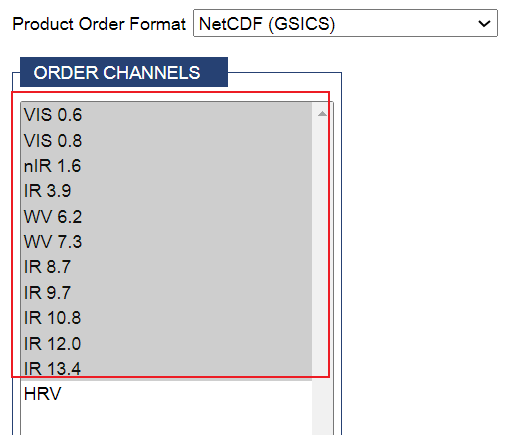 Product Order Format NetCDF (GSICS)
ORDER CHANNELS
VIS 0.6
VIS 0.8
nIR 1.6
IR 3.9
WV 6.2
WV 7.3
IR 8.7
IR 9.7
IR 10.8
IR 12.0
IR 13.4
HRV